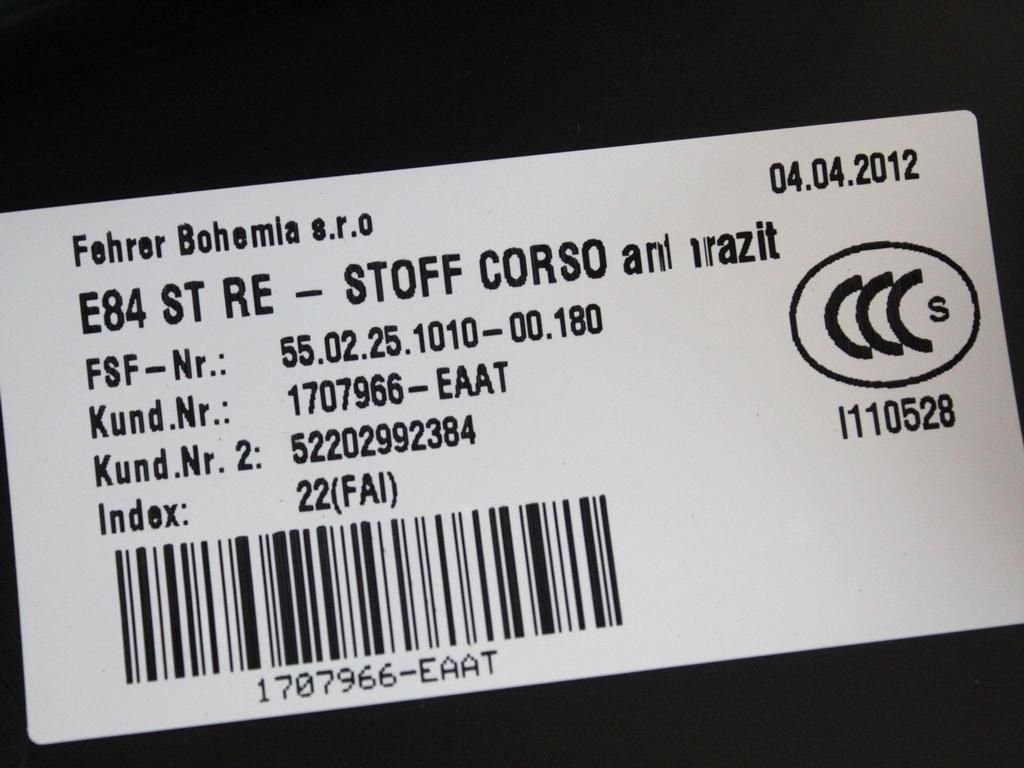 04.04.2012
Fehrer Bohemia s.r.o
E84 ST RE - STOFF CORSO
FSF-Nr.: 55.02.25.1010-00.180
Kund.Nr.: 1707966-EAAT
Kund.Nr. 2: 52202992384
Index: 22(FAI)
CCC S
I110528
1707966-EAAT